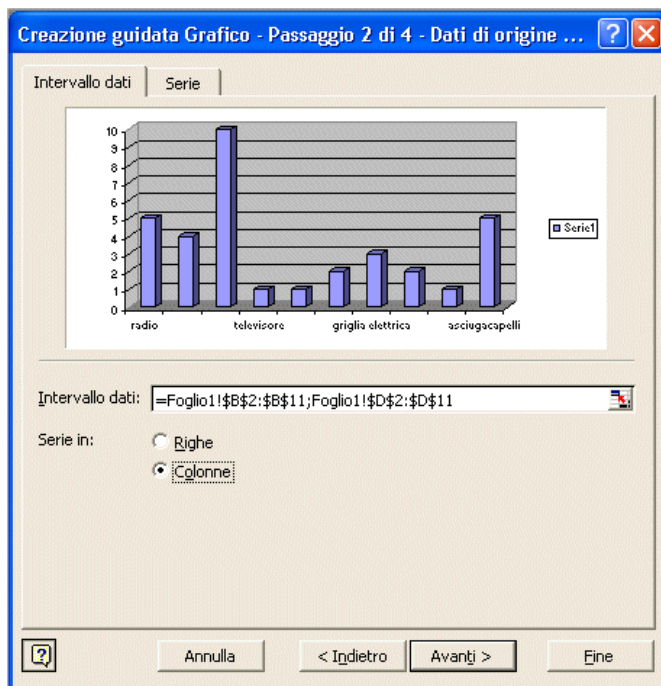 Creazione guidata Grafico - Passaggio 2 di 4 - Dati di origine ...
Intervallo dati
Serie
10
9
8
7
6
5
4
3
2
1
0
radio
televisore
griglia elettrica
asciugacapelli
Serie1
Intervallo dati:
=Foglio1!$B$2:$B$11;Foglio1!$D$2:$D$11
Serie in:
Righe
Colonne
Annulla
< Indietro
Avanti >
Fine